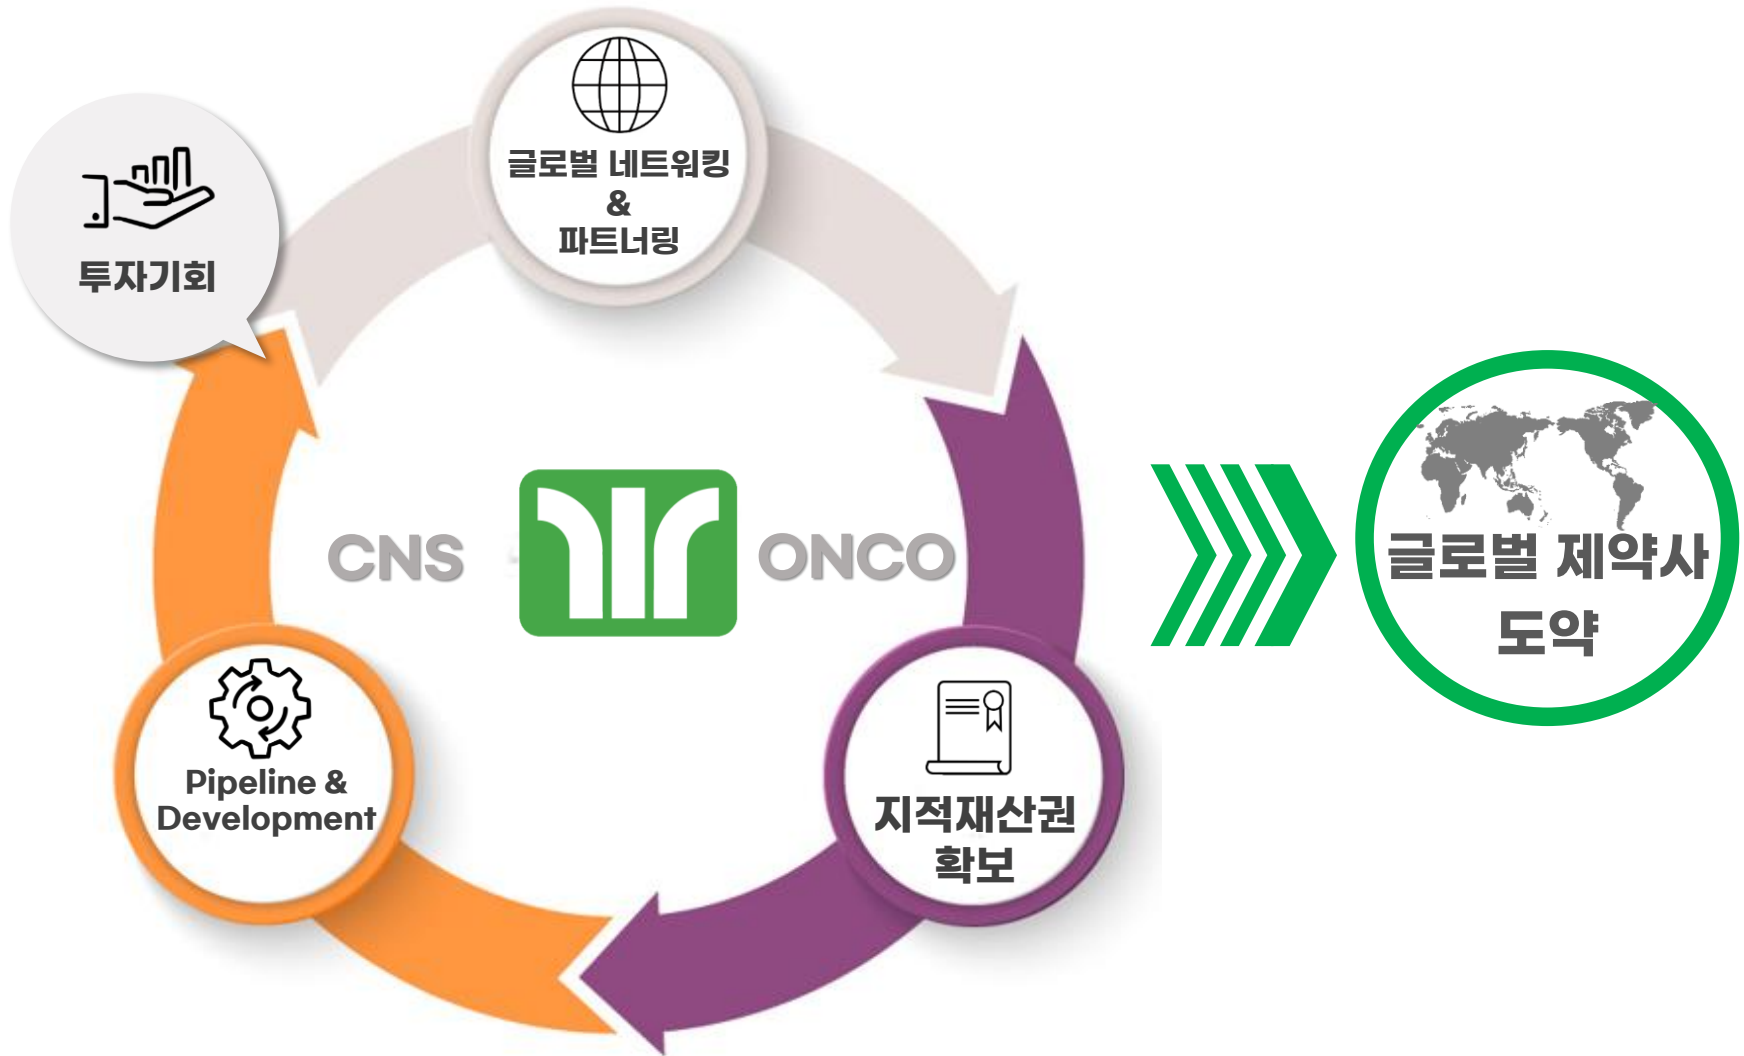 글로벌 네트워킹
&
파트너링
투자기회
CNS
ONCO
Pipeline &
Development
지적재산권
확보
글로벌 제약사
도약